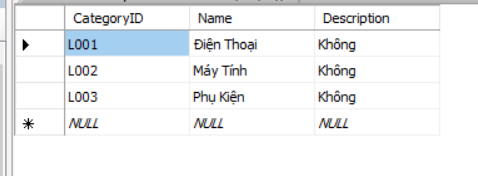 CategoryID Name Description
L001 Điện Thoại Không
L002 Máy Tính Không
L003 Phụ Kiện Không
NULL NULL NULL